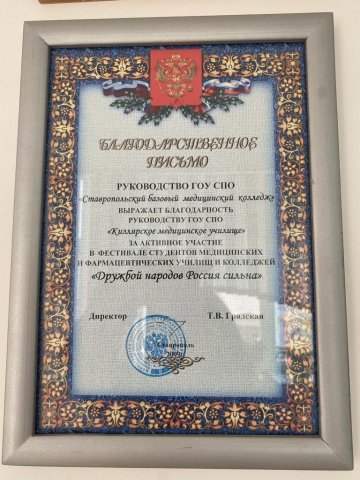 БЛАГОДАРСТВЕННОЕ
ПИСЬМО
РУКОВОДСТВО ГОУ СПО
«Ставропольский базовый медицинский колледж»
ВЫРАЖАЕТ БЛАГОДАРНОСТЬ
РУКОВОДСТВУ ГОУ СПО
«Кизлярское медицинское училище»
ЗА АКТИВНОЕ УЧАСТИЕ
В ФЕСТИВАЛЕ СТУДЕНТОВ МЕДИЦИНСКИХ
И ФАРМАЦЕВТИЧЕСКИХ УЧИЛИЩ И КОЛЛЕДЖЕЙ
«Дружбой народов Россия сильна»
Директор Т.В. Гридская
Ставрополь